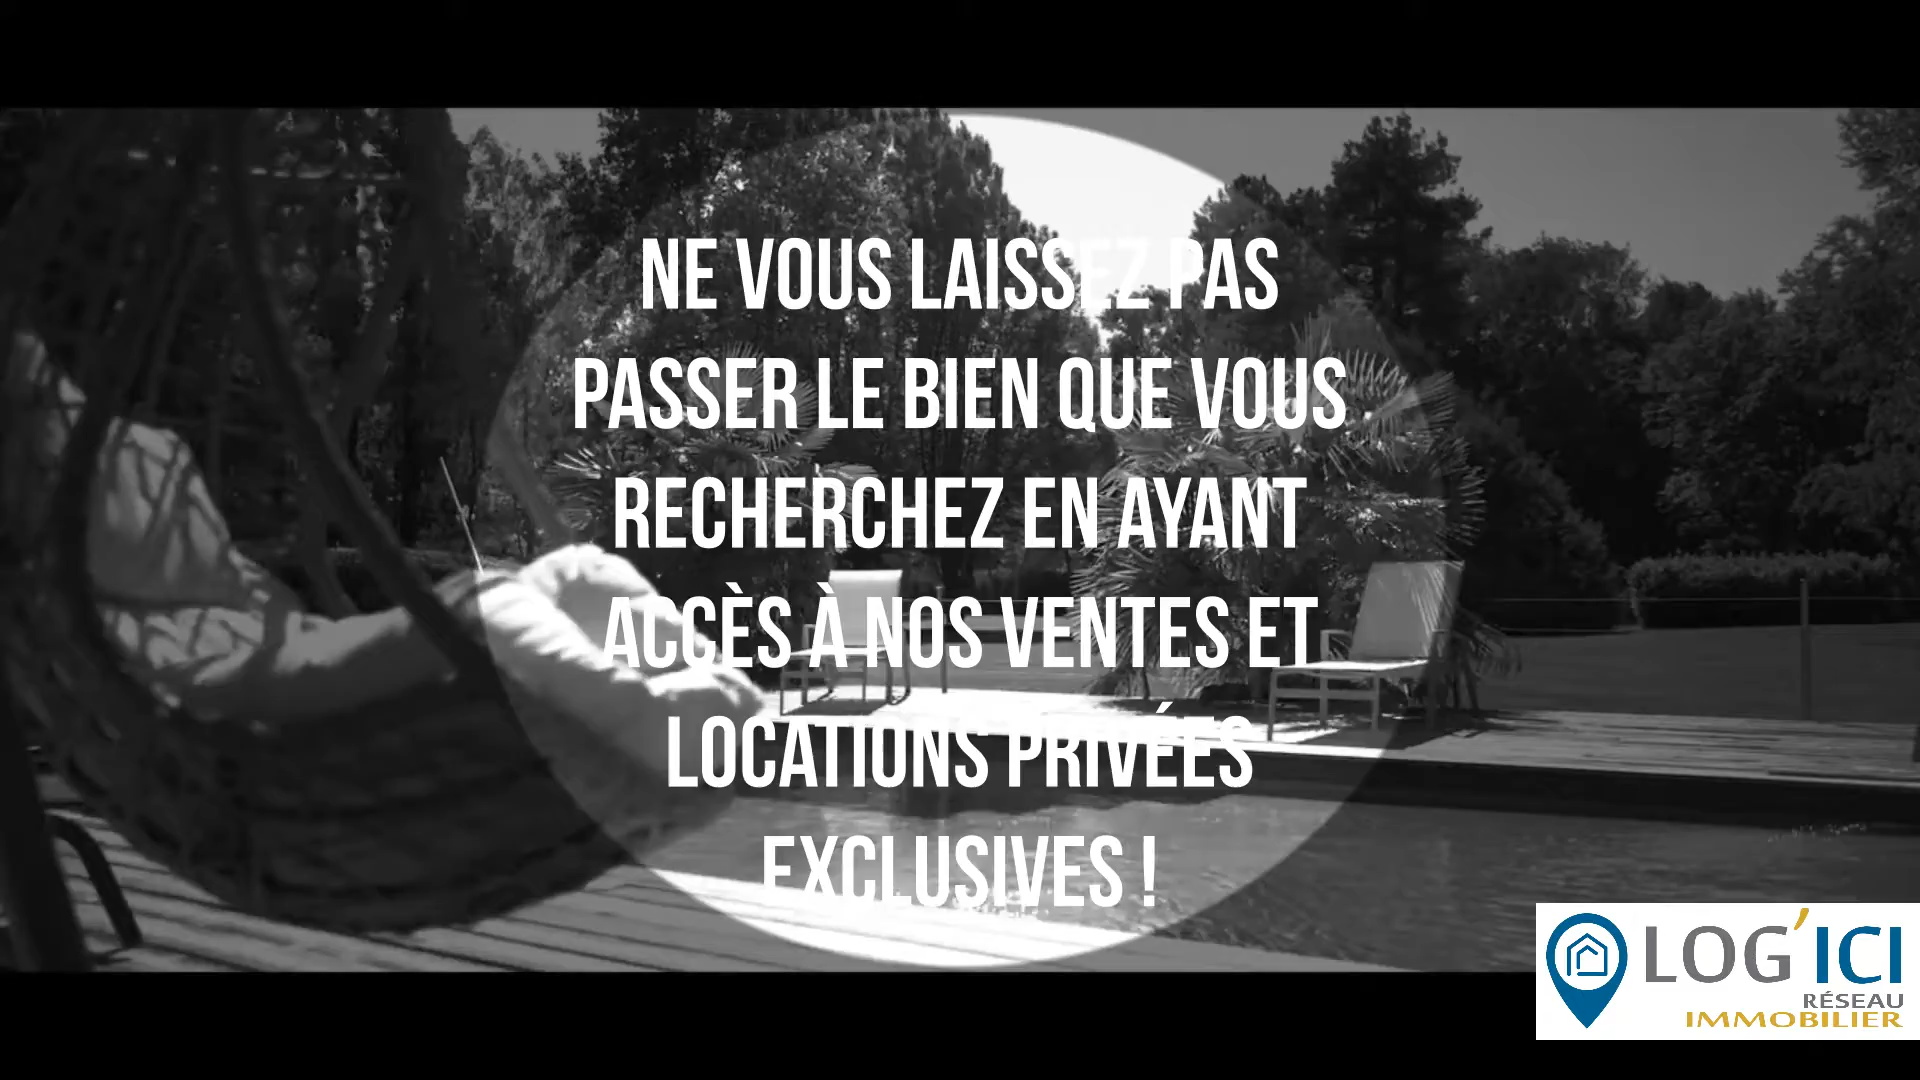 NE VOUS LAISSEZ PAS
PASSER LE BIEN QUE VOUS
RECHERCHEZ EN AYANT
ACCÈS À NOS VENTES ET
LOCATIONS PRIVÉES
EXCLUSIVES !
LOG'ICI
RÉSEAU
IMMOBILIER